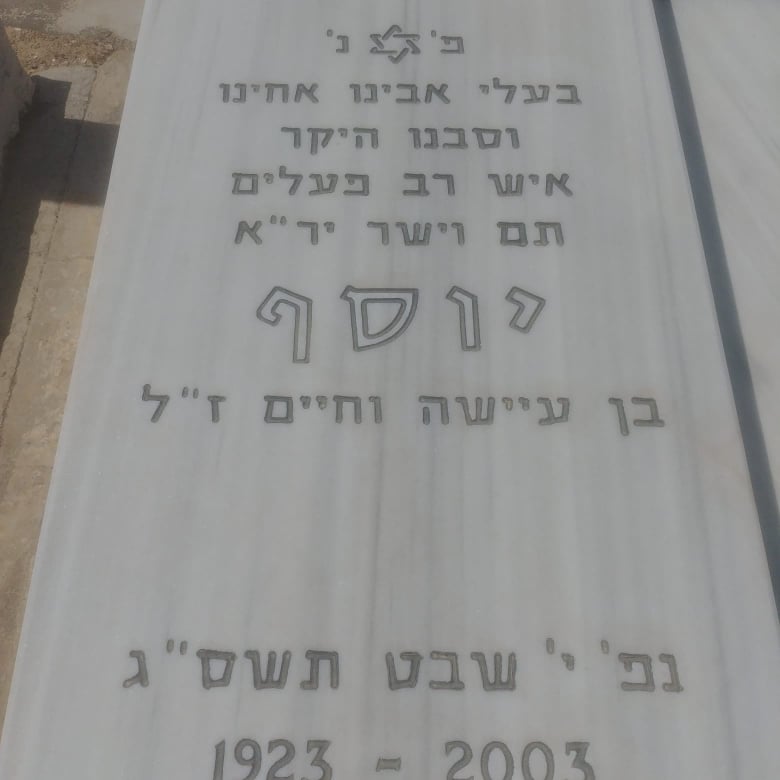 פ' נ'
בעלי אבינו אחינו
וסבנו היקר
איש רב פעלים
תם וישר יר"א
יוסף
בן עיישה וחיים ז"ל
נפ' י' שבט תשס"ג
1923 - 2003